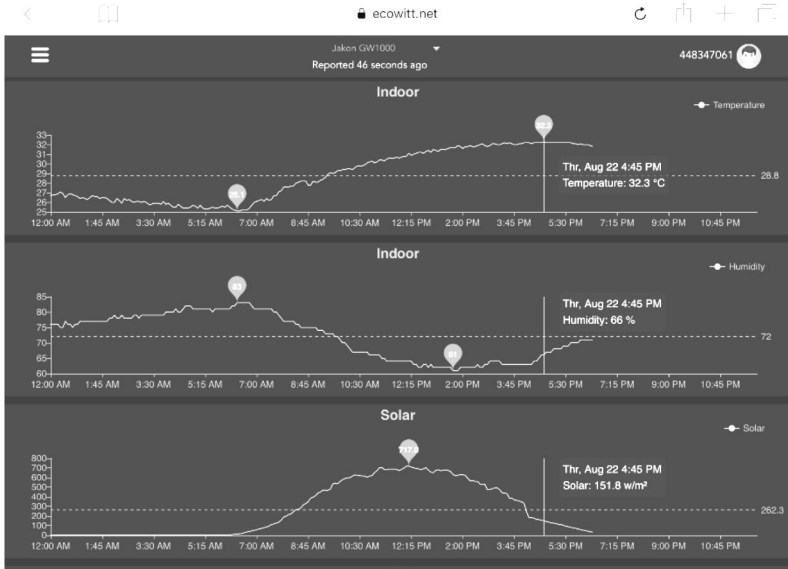 ecowitt.net
Jakon GW1000
Reported 46 seconds ago
448347061
Indoor
Temperature
33
32
31
30
29
28
27
26
25
32.3
25.1
Thr, Aug 22 4:45 PM
Temperature: 32.3 °C
28.8
12:00 AM 1:45 AM 3:30 AM 5:15 AM 7:00 AM 8:45 AM 10:30 AM 12:15 PM 2:00 PM 3:45 PM 5:30 PM 7:15 PM 9:00 PM 10:45 PM
Indoor
Humidity
85
80
75
70
65
60
83
61
Thr, Aug 22 4:45 PM
Humidity: 66 %
72
12:00 AM 1:45 AM 3:30 AM 5:15 AM 7:00 AM 8:45 AM 10:30 AM 12:15 PM 2:00 PM 3:45 PM 5:30 PM 7:15 PM 9:00 PM 10:45 PM
Solar
Solar
800
700
600
500
400
300
200
100
0
Thr, Aug 22 4:45 PM
Solar: 151.8 w/m²
262.3
12:00 AM 1:45 AM 3:30 AM 5:15 AM 7:00 AM 8:45 AM 10:30 AM 12:15 PM 2:00 PM 3:45 PM 5:30 PM 7:15 PM 9:00 PM 10:45 PM